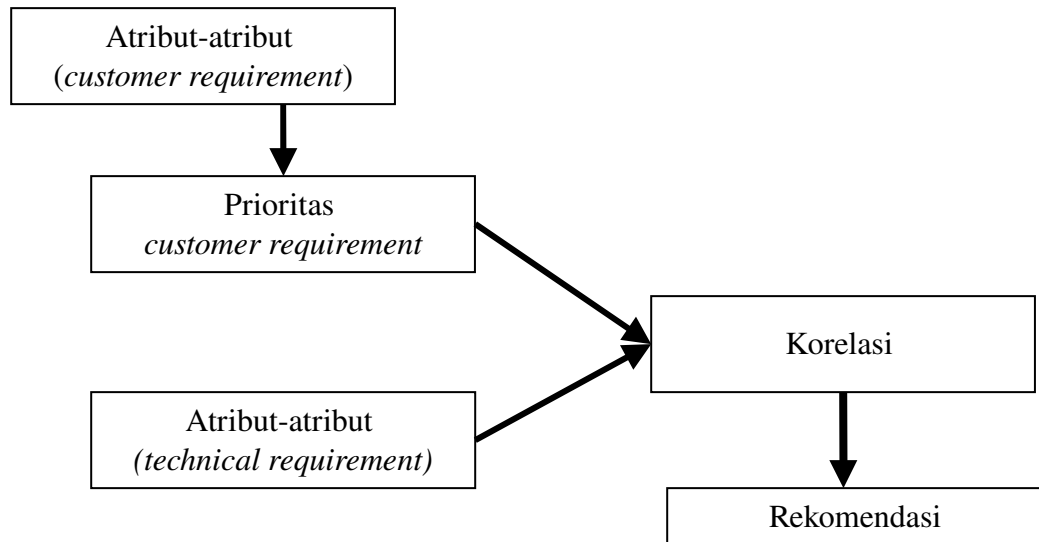 Atribut-atribut
(customer requirement)
Prioritas
customer requirement
Korelasi
Atribut-atribut
(technical requirement)
Rekomendasi